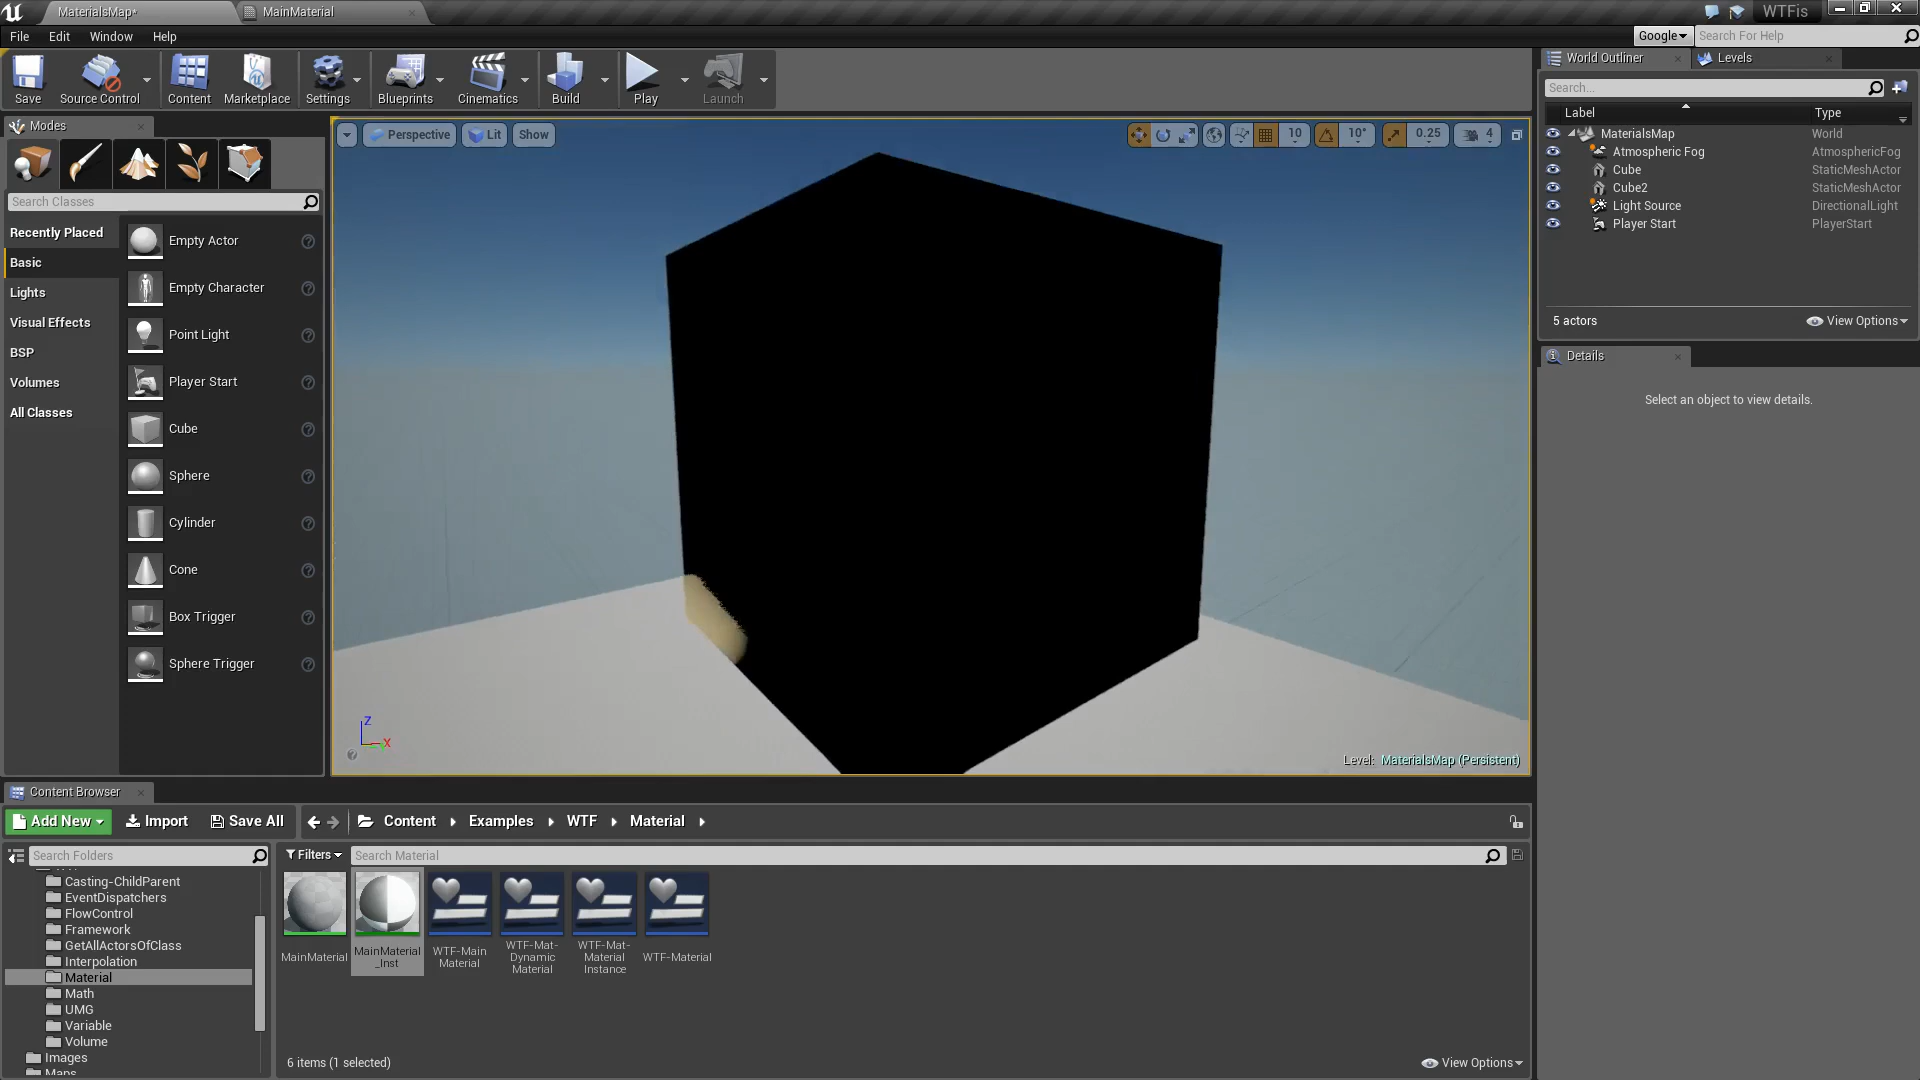 MaterialsMap*
MainMaterial
WTFis
File Edit Window Help
Google Search For Help
Save
Source Control
Content
Marketplace
Settings
Blueprints
Cinematics
Build
Play
Launch
Modes
Search Classes
Recently Placed
Basic
Lights
Visual Effects
BSP
Volumes
All Classes
Empty Actor
Empty Character
Point Light
Player Start
Cube
Sphere
Cylinder
Cone
Box Trigger
Sphere Trigger
Perspective Lit Show
10 10° 0.25 4
Z
X
Level: MaterialsMap (Persistent)
World Outliner Levels
Search...
Label Type
MaterialsMap World
Atmospheric Fog AtmosphericFog
Cube StaticMeshActor
Cube2 StaticMeshActor
Light Source DirectionalLight
Player Start PlayerStart
5 actors View Options
Details
Select an object to view details.
Content Browser
Add New Import Save All Content Examples WTF Material
Search Folders
Casting-ChildParent
EventDispatchers
FlowControl
Framework
GetAllActorsOfClass
Interpolation
Material
Math
UMG
Variable
Volume
Images
Maps
Filters Search Material
MainMaterial
MainMaterial
_Inst
WTF-Main
Material
WTF-Mat-
Dynamic
Material
WTF-Mat-
Material
Instance
WTF-Material
6 items (1 selected) View Options